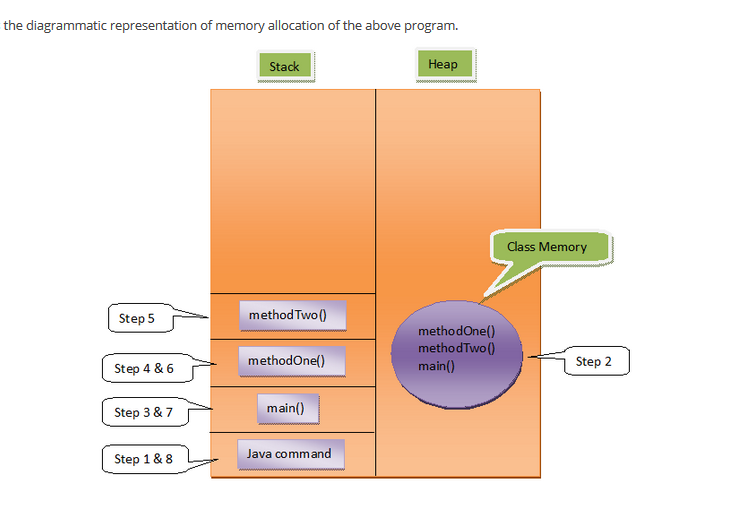 the diagrammatic representation of memory allocation of the above program.
Stack
Heap
Class Memory
Step 5
methodTwo()
methodOne()
methodTwo()
main()
Step 2
Step 4 & 6
methodOne()
Step 3 & 7
main()
Step 1 & 8
Java command